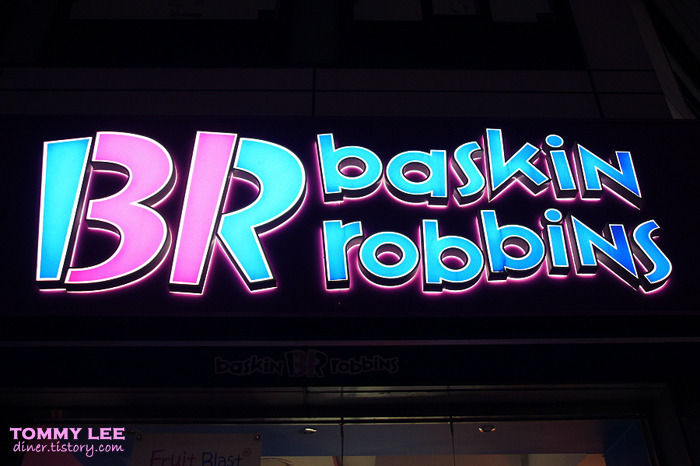 BR baskin
robbins
baskin BR robbins
TOMMY LEE
diner.tistory.com
Fruit Blast